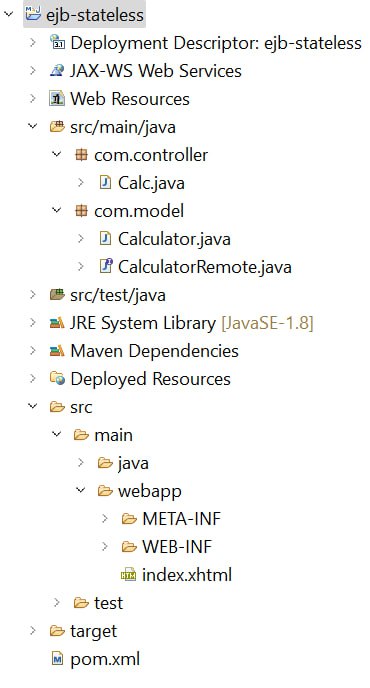 ejb-stateless
Deployment Descriptor: ejb-stateless
JAX-WS Web Services
Web Resources
src/main/java
com.controller
Calc.java
com.model
Calculator.java
CalculatorRemote.java
src/test/java
JRE System Library [JavaSE-1.8]
Maven Dependencies
Deployed Resources
src
main
java
webapp
META-INF
WEB-INF
index.xhtml
test
target
pom.xml